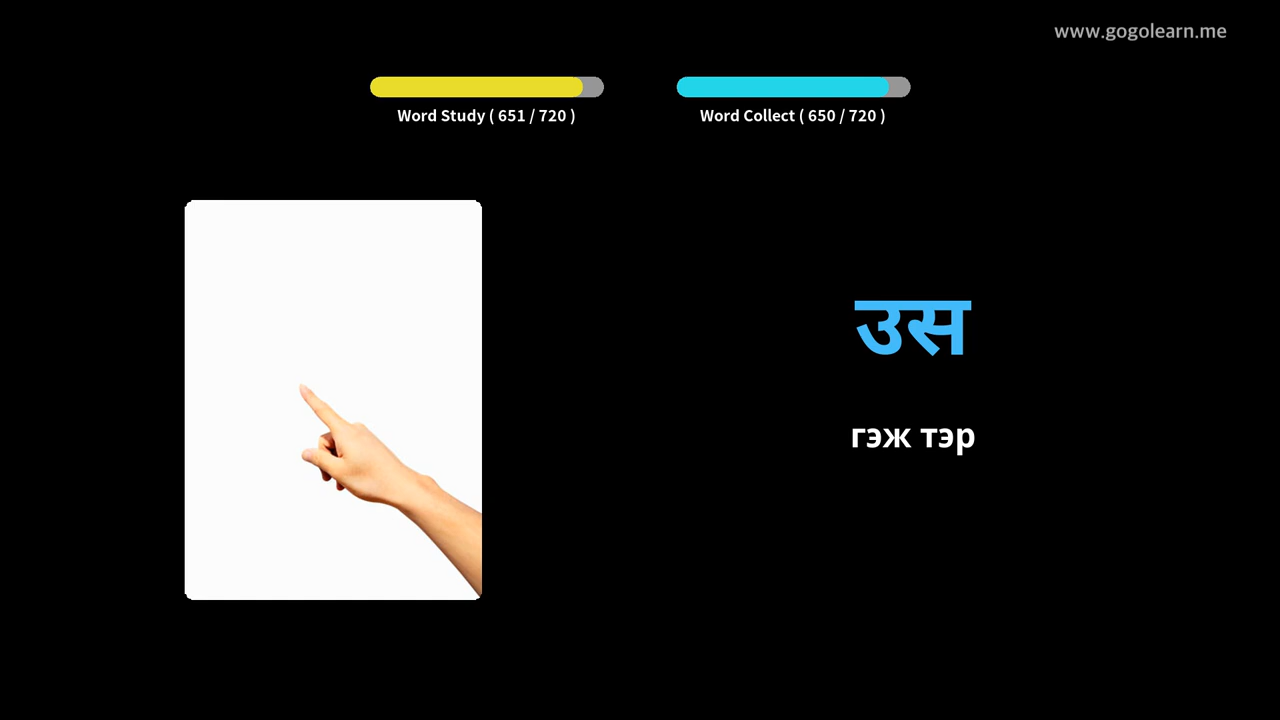 www.gogolearn.me
Word Study ( 651 / 720 )
Word Collect ( 650 / 720 )
उस
гэж тэр